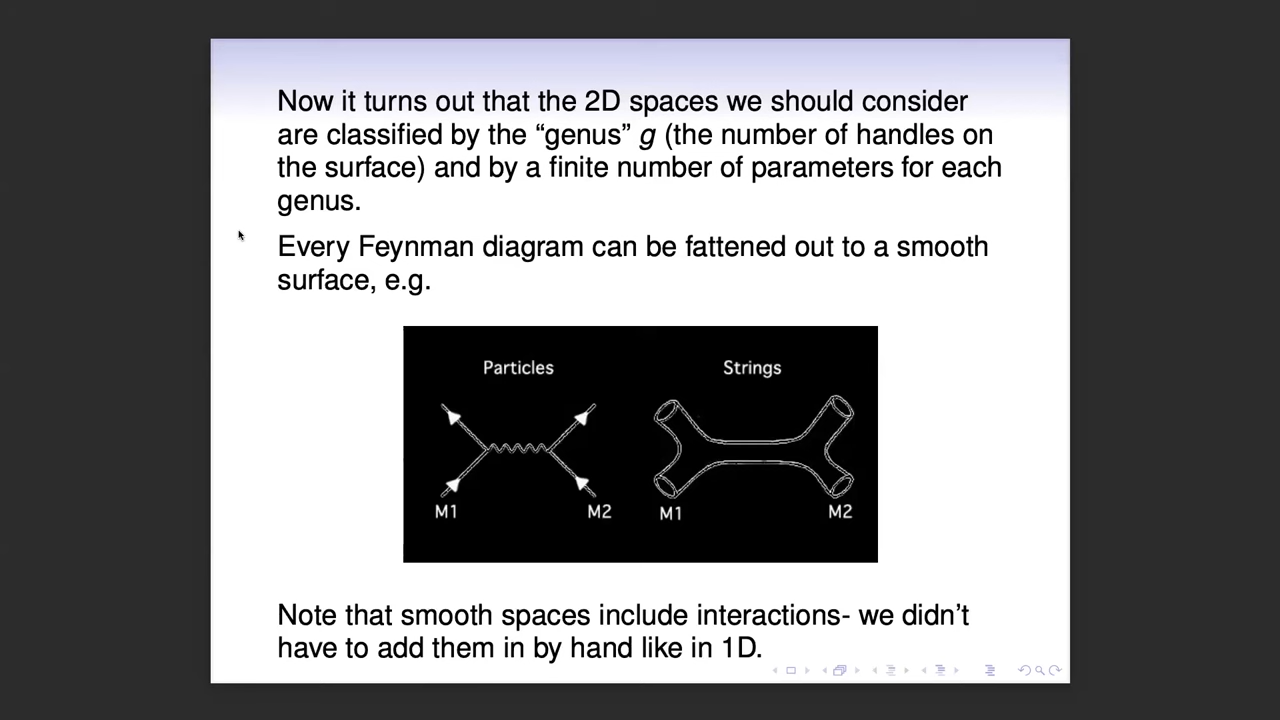 Now it turns out that the 2D spaces we should consider
are classified by the “genus” g (the number of handles on
the surface) and by a finite number of parameters for each
genus.
Every Feynman diagram can be fattened out to a smooth
surface, e.g.
Particles
Strings
M1
M2
M1
M2
Note that smooth spaces include interactions- we didn’t
have to add them in by hand like in 1D.